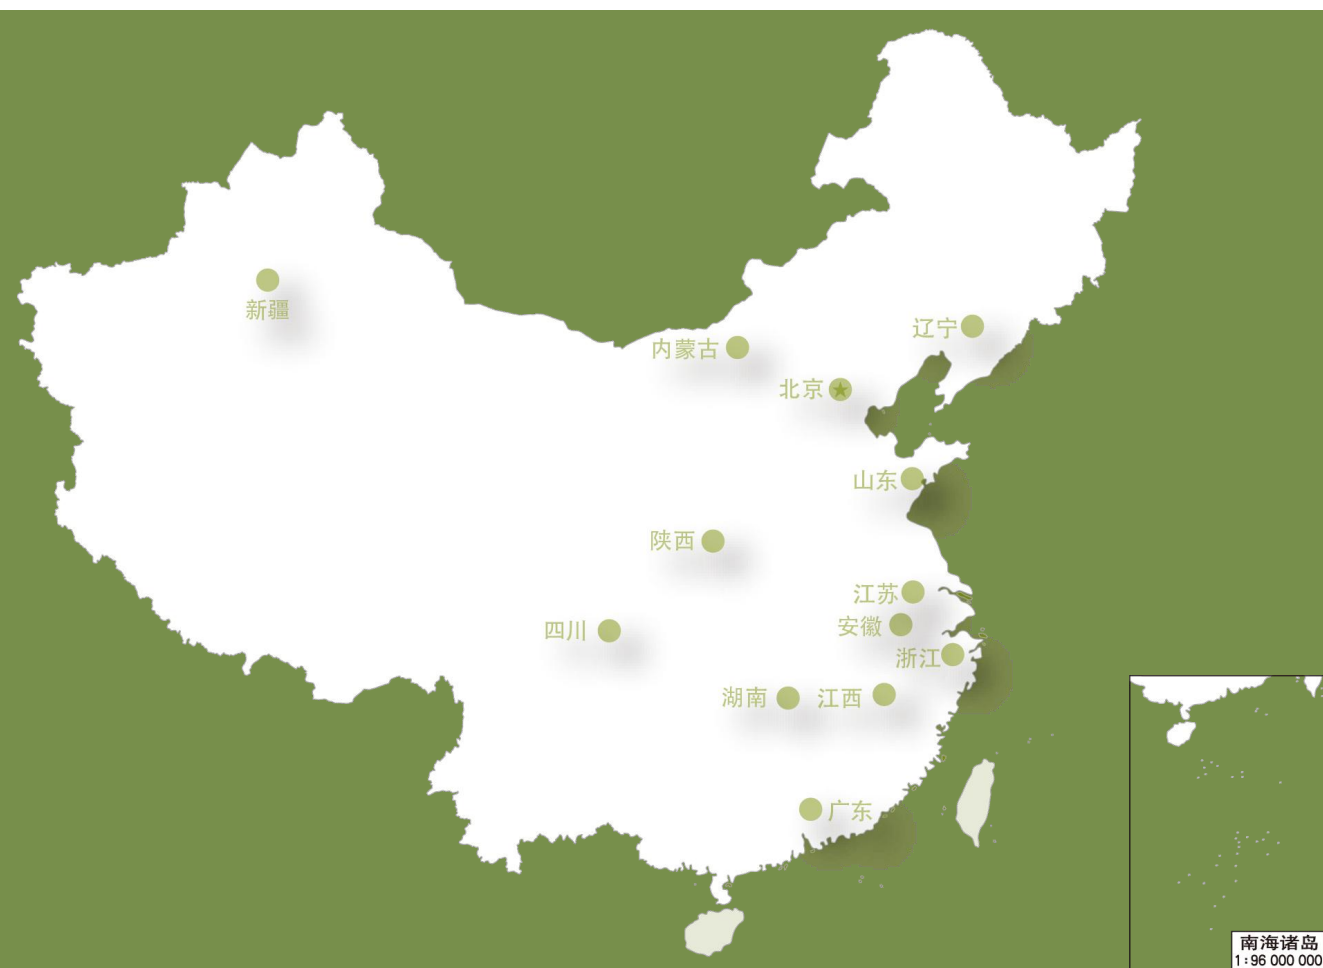 新疆
内蒙古
辽宁
北京
山东
陕西
江苏
安徽
四川
浙江
湖南
江西
广东
南海诸岛
1:96 000 000